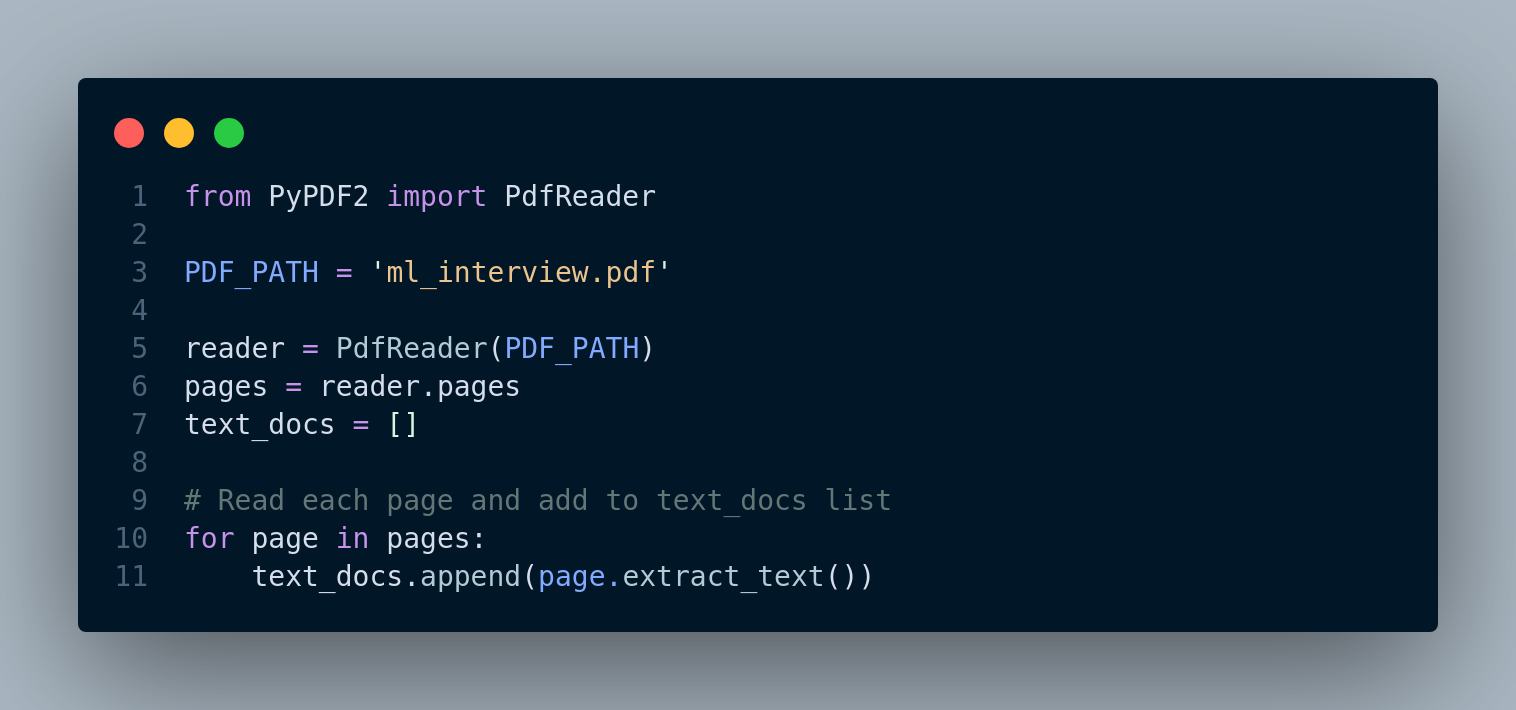 1 from PyPDF2 import PdfReader
2
3 PDF_PATH = 'ml_interview.pdf'
4
5 reader = PdfReader(PDF_PATH)
6 pages = reader.pages
7 text_docs = []
8
9 # Read each page and add to text_docs list
10 for page in pages:
11     text_docs.append(page.extract_text())